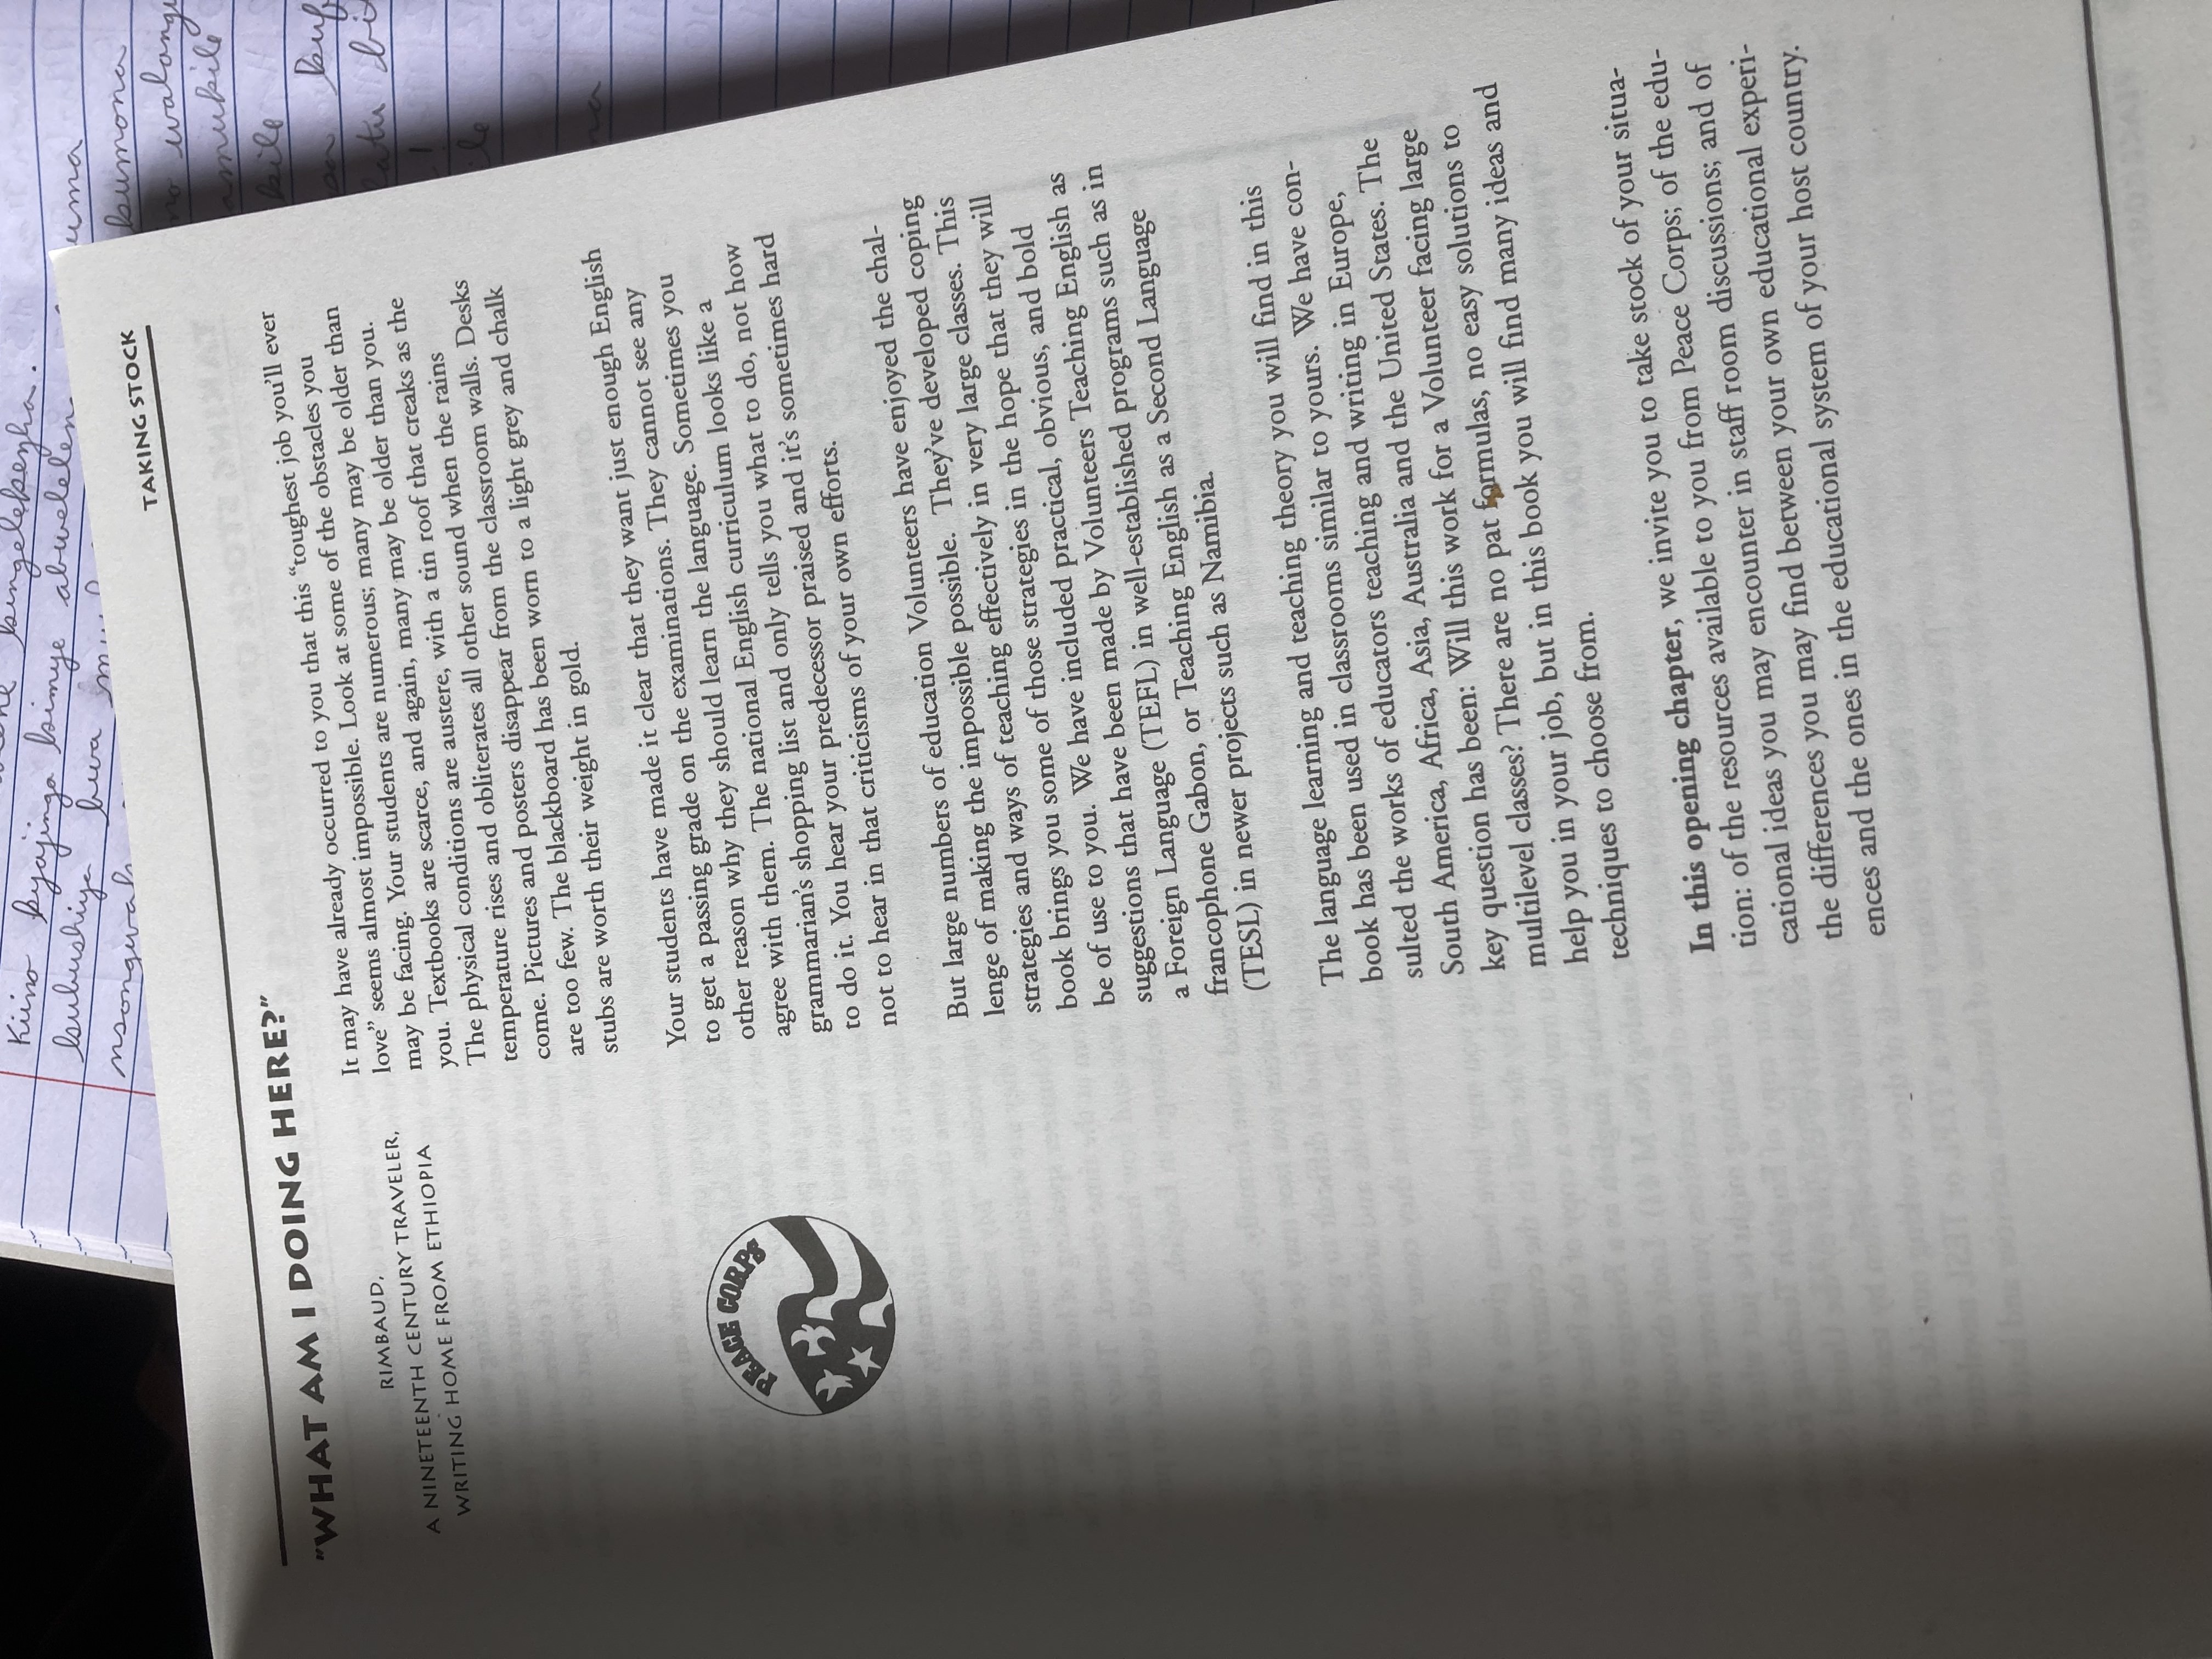 kingelekezha.
Kiino kyajinga kimye
kubushiya bwa
kumona
TAKING STOCK
"WHAT AM I DOING HERE?"
RIMBAUD,
A NINETEENTH CENTURY TRAVELER,
WRITING HOME FROM ETHIOPIA
PEACE CORPS
It may have already occurred to you that this “toughest job you’ll ever
love” seems almost impossible. Look at some of the obstacles you
may be facing. Your students are numerous; many may be older than
you. Textbooks are scarce, and again, many may be older than you.
The physical conditions are austere, with a tin roof that creaks as the
temperature rises and obliterates all other sound when the rains
come. Pictures and posters disappear from the classroom walls. Desks
are too few. The blackboard has been worn to a light grey and chalk
stubs are worth their weight in gold.
Your students have made it clear that they want just enough English
to get a passing grade on the examinations. They cannot see any
other reason why they should learn the language. Sometimes you
agree with them. The national English curriculum looks like a
grammarian’s shopping list and only tells you what to do, not how
to do it. You hear your predecessor praised and it’s sometimes hard
not to hear in that criticisms of your own efforts.
But large numbers of education Volunteers have enjoyed the chal-
lenge of making the impossible possible. They’ve developed coping
strategies and ways of teaching effectively in very large classes. This
book brings you some of those strategies in the hope that they will
be of use to you. We have included practical, obvious, and bold
suggestions that have been made by Volunteers Teaching English as
a Foreign Language (TEFL) in well-established programs such as in
francophone Gabon, or Teaching English as a Second Language
(TESL) in newer projects such as Namibia.
The language learning and teaching theory you will find in this
book has been used in classrooms similar to yours. We have con-
sulted the works of educators teaching and writing in Europe,
South America, Africa, Asia, Australia and the United States. The
key question has been: Will this work for a Volunteer facing large
multilevel classes? There are no pat formulas, no easy solutions to
help you in your job, but in this book you will find many ideas and
techniques to choose from.
In this opening chapter, we invite you to take stock of your situa-
tion: of the resources available to you from Peace Corps; of the edu-
cational ideas you may encounter in staff room discussions; and of
the differences you may find between your own educational experi-
ences and the ones in the educational system of your host country.